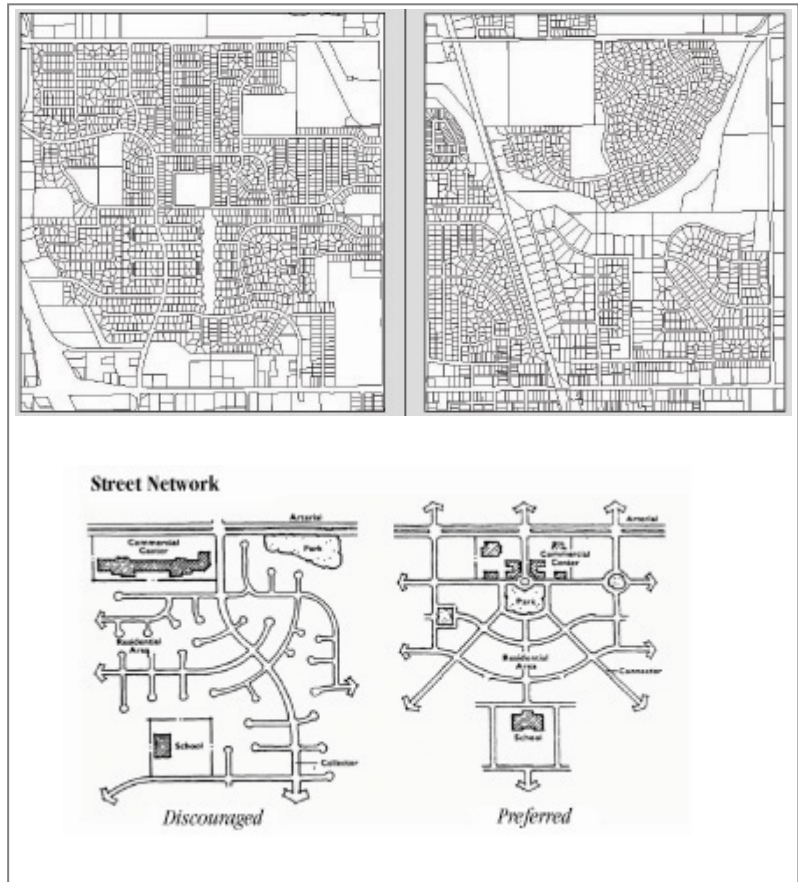 Street Network
Arterial
Commercial
Center
Park
Residential
Area
School
Collector
Discouraged
Arterial
Commercial
Center
Park
Residential
Area
Connector
School
Preferred